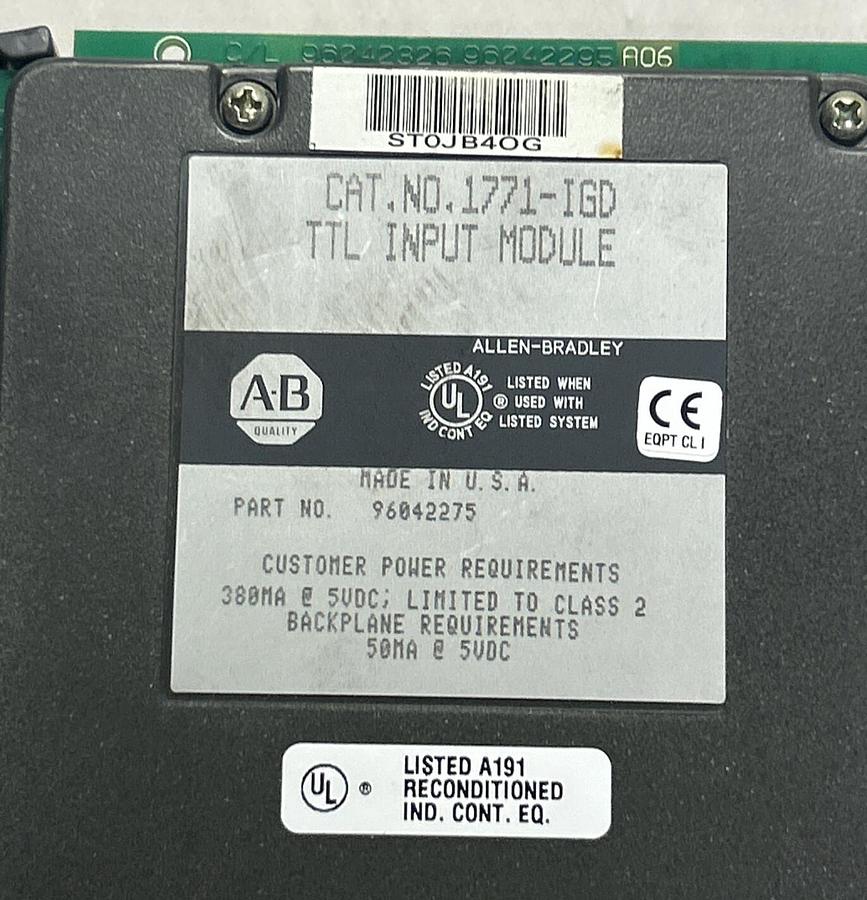 C/L 96042826 96042295 A06
ST0JB40G
CAT.NO.1771-IGD
TTL INPUT MODULE
ALLEN-BRADLEY
A·B
QUALITY
LISTED A191
UL
IND CONT EQ
®
LISTED WHEN
USED WITH
LISTED SYSTEM
CE
EQPT CL I
MADE IN U.S.A.
PART NO. 96042275
CUSTOMER POWER REQUIREMENTS
380MA @ 5VDC; LIMITED TO CLASS 2
BACKPLANE REQUIREMENTS
50MA @ 5VDC
UL ®
LISTED A191
RECONDITIONED
IND. CONT. EQ.